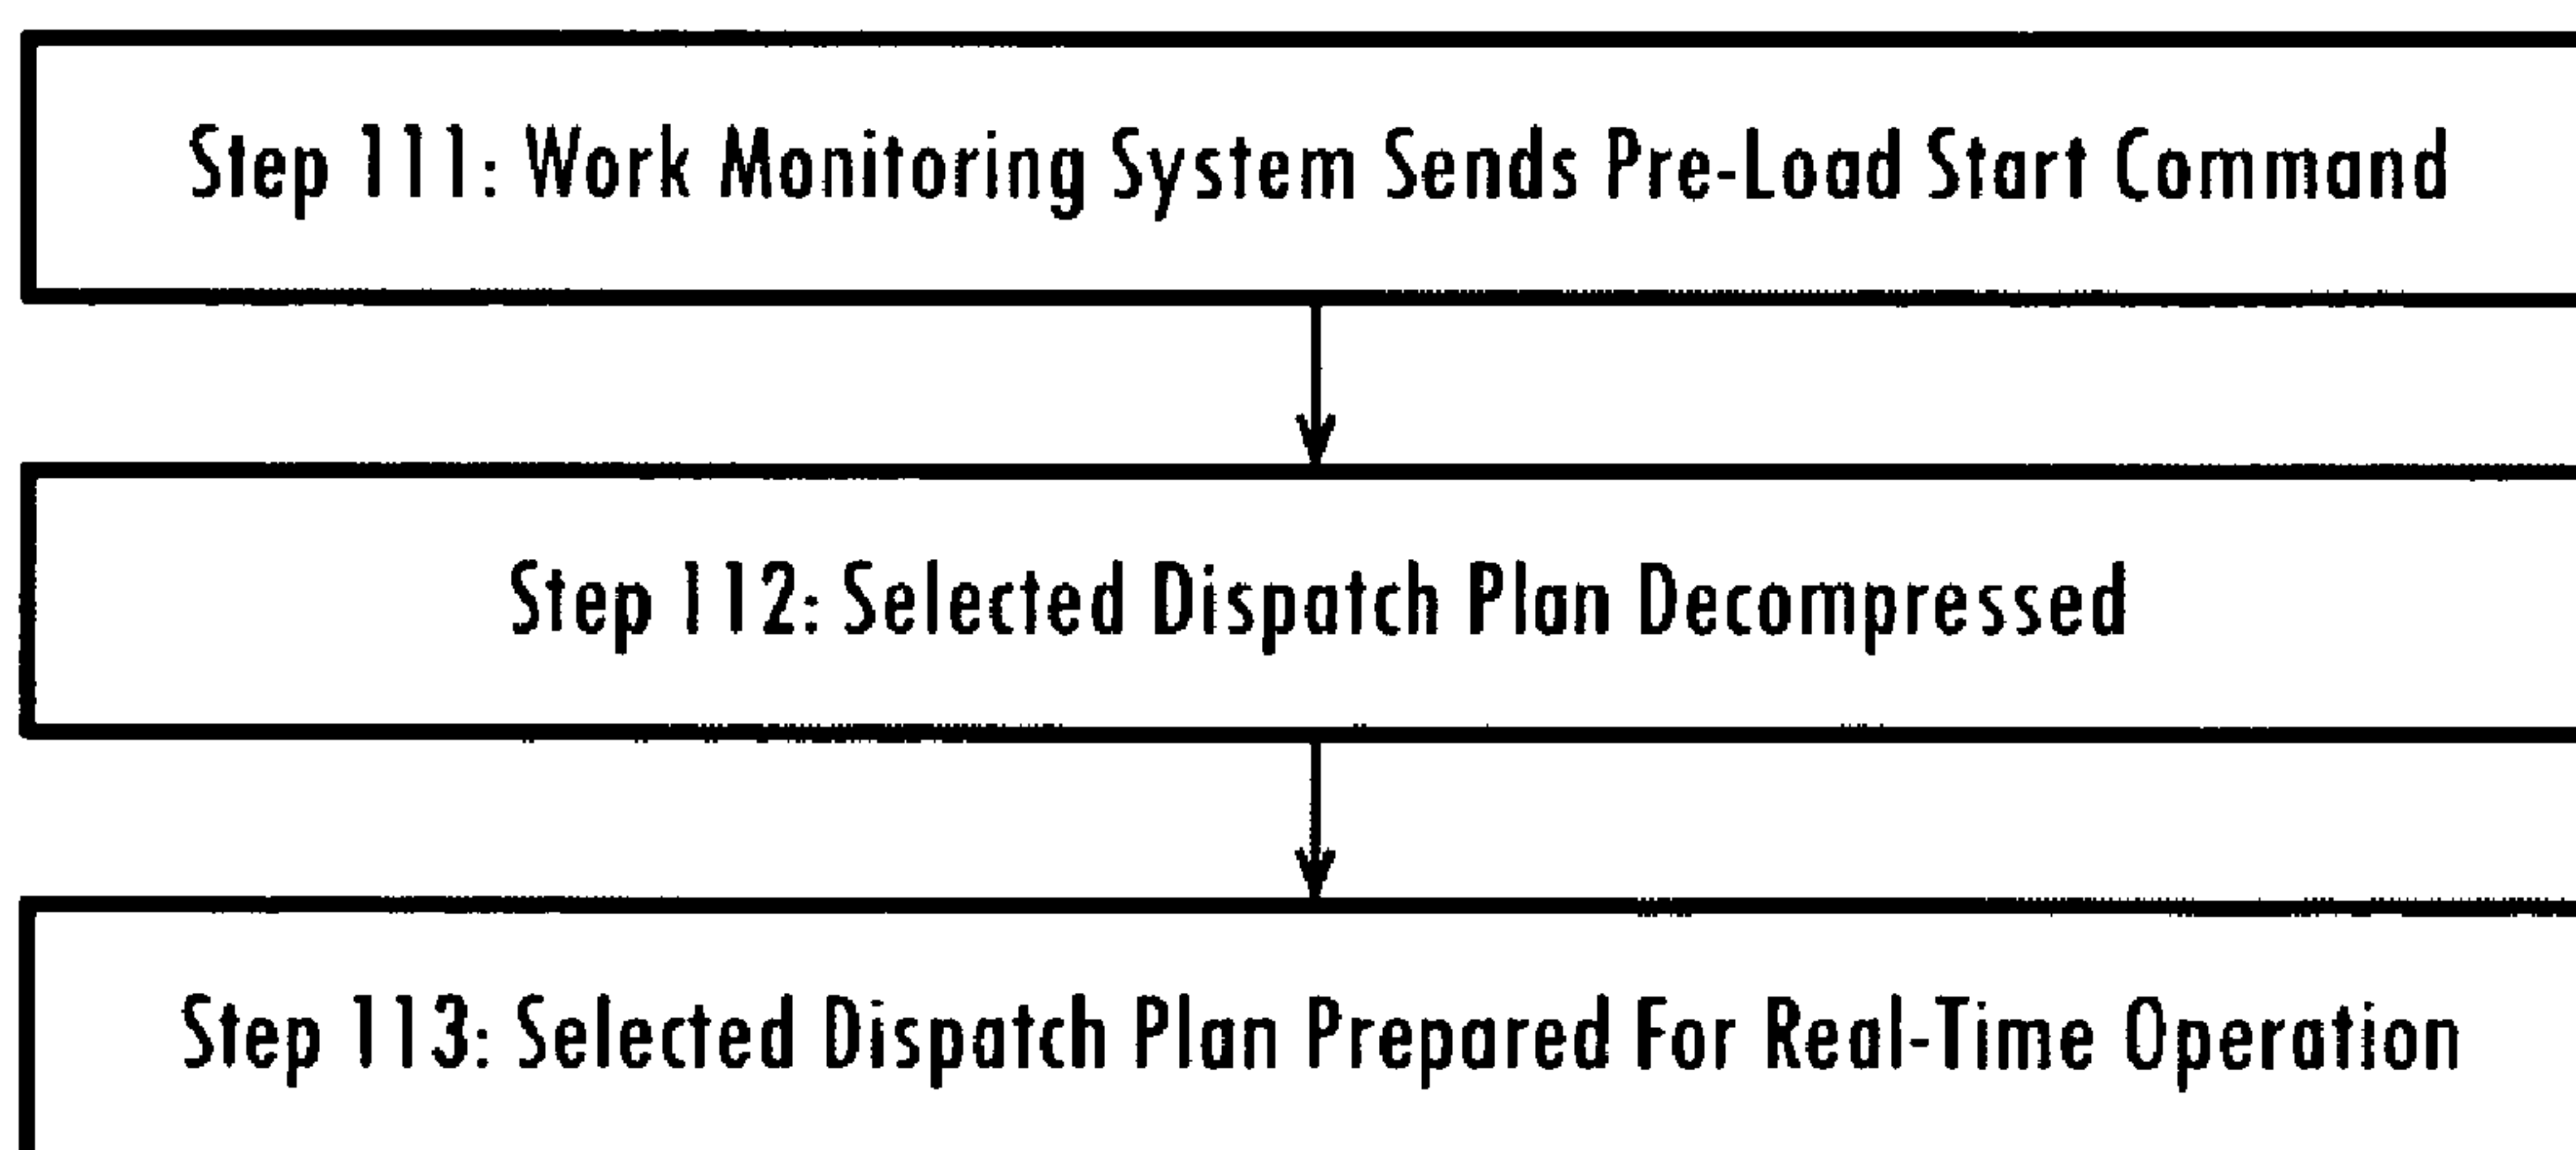 Step 111: Work Monitoring System Sends Pre-Load Start Command
Step 112: Selected Dispatch Plan Decompressed
Step 113: Selected Dispatch Plan Prepared For Real-Time Operation